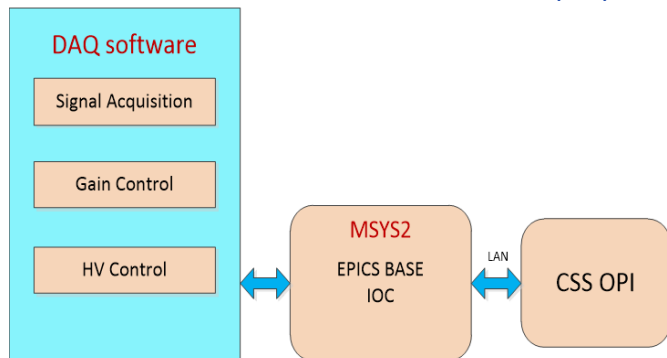 DAQ software
Signal Acquisition
Gain Control
HV Control
MSYS2
EPICS BASE
IOC
LAN
CSS OPI